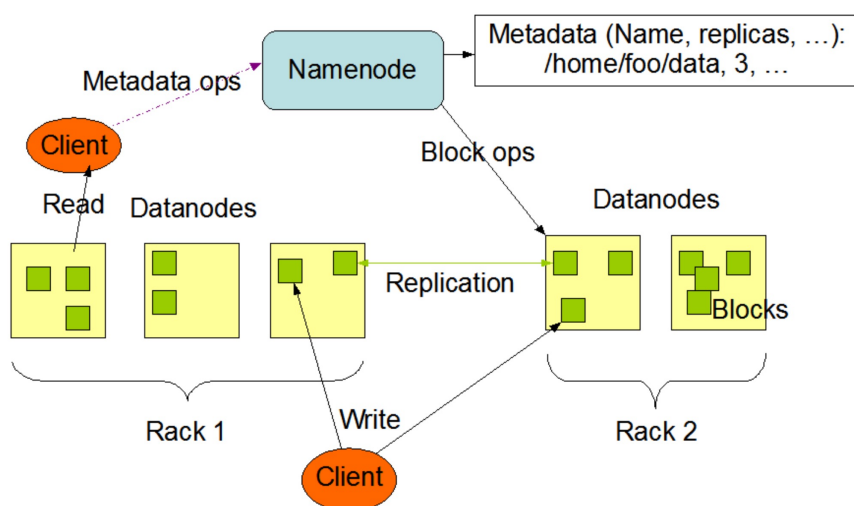 Metadata (Name, replicas, …):
/home/foo/data, 3, …
Namenode
Metadata ops
Client
Block ops
Read
Datanodes
Datanodes
Replication
Blocks
Rack 1
Write
Rack 2
Client